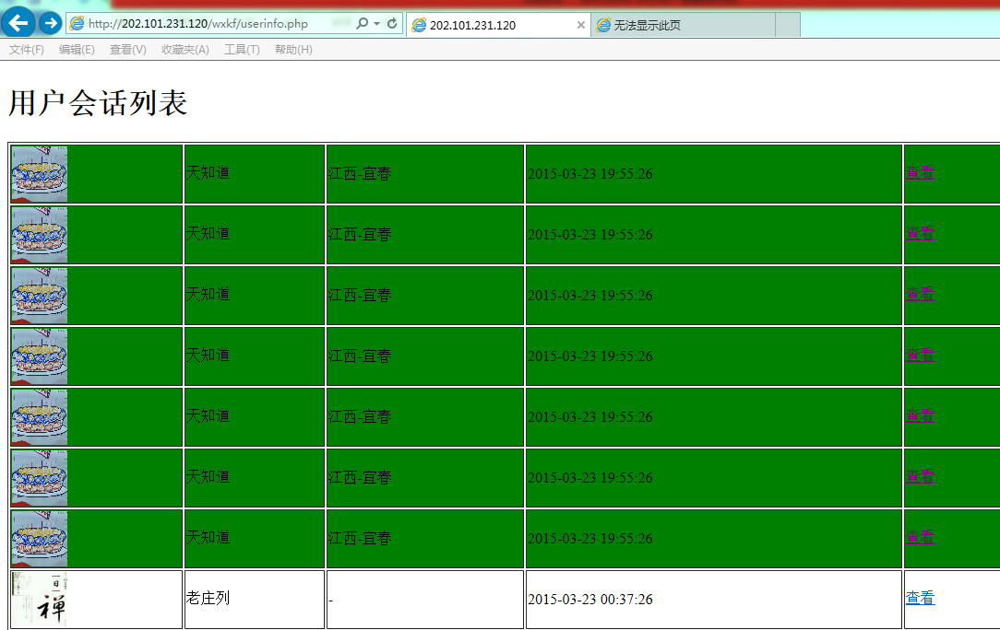 http://202.101.231.120/wxkf/userinfo.php
202.101.231.120
无法显示此页
文件(F) 编辑(E) 查看(V) 收藏夹(A) 工具(T) 帮助(H)
用户会话列表
天知道 江西-宜春 2015-03-23 19:55:26 查看
天知道 江西-宜春 2015-03-23 19:55:26 查看
天知道 江西-宜春 2015-03-23 19:55:26 查看
天知道 江西-宜春 2015-03-23 19:55:26 查看
天知道 江西-宜春 2015-03-23 19:55:26 查看
天知道 江西-宜春 2015-03-23 19:55:26 查看
天知道 江西-宜春 2015-03-23 19:55:26 查看
一日一禅
老庄列 - 2015-03-23 00:37:26 查看